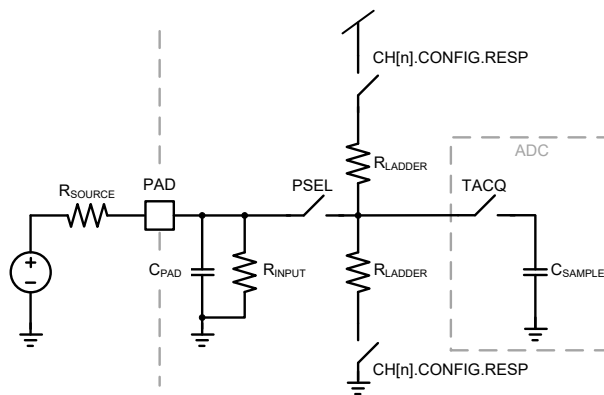 CH[n].CONFIG.RESP
ADC
RLADDER
RSOURCE
PAD
PSEL
TACQ
CPAD
RINPUT
RLADDER
CSAMPLE
CH[n].CONFIG.RESP